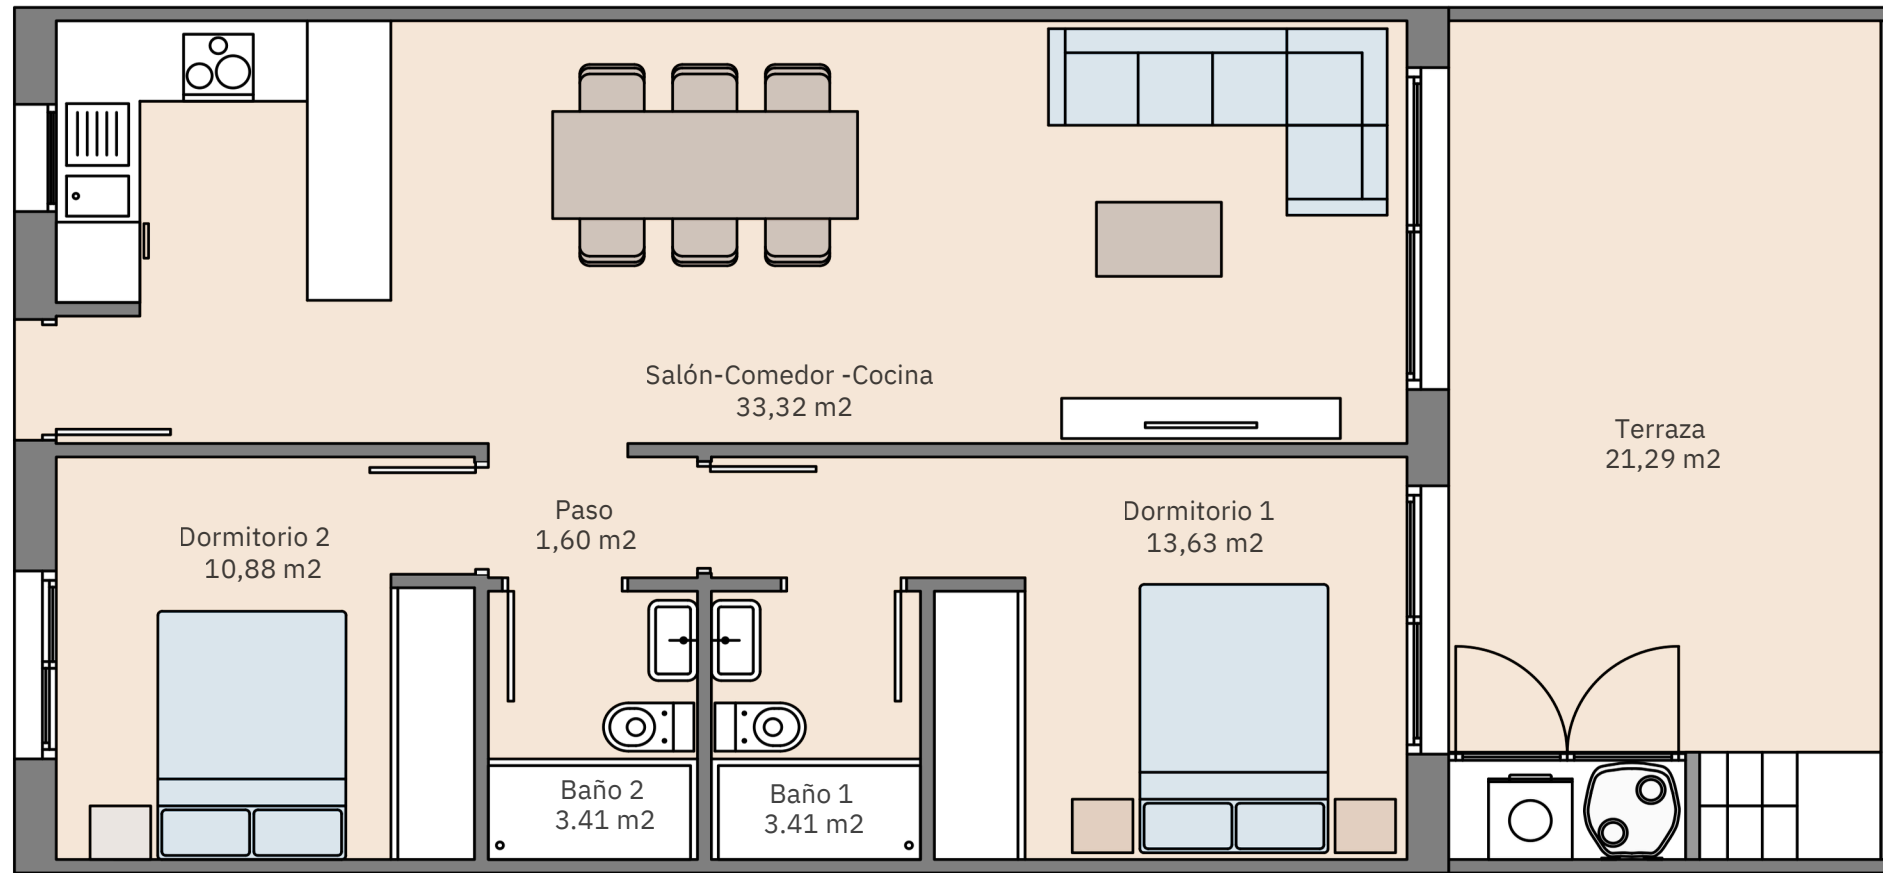 Salón-Comedor -Cocina
33,32 m2
Terraza
21,29 m2
Paso
1,60 m2
Dormitorio 1
13,63 m2
Dormitorio 2
10,88 m2
Baño 2
3.41 m2
Baño 1
3.41 m2